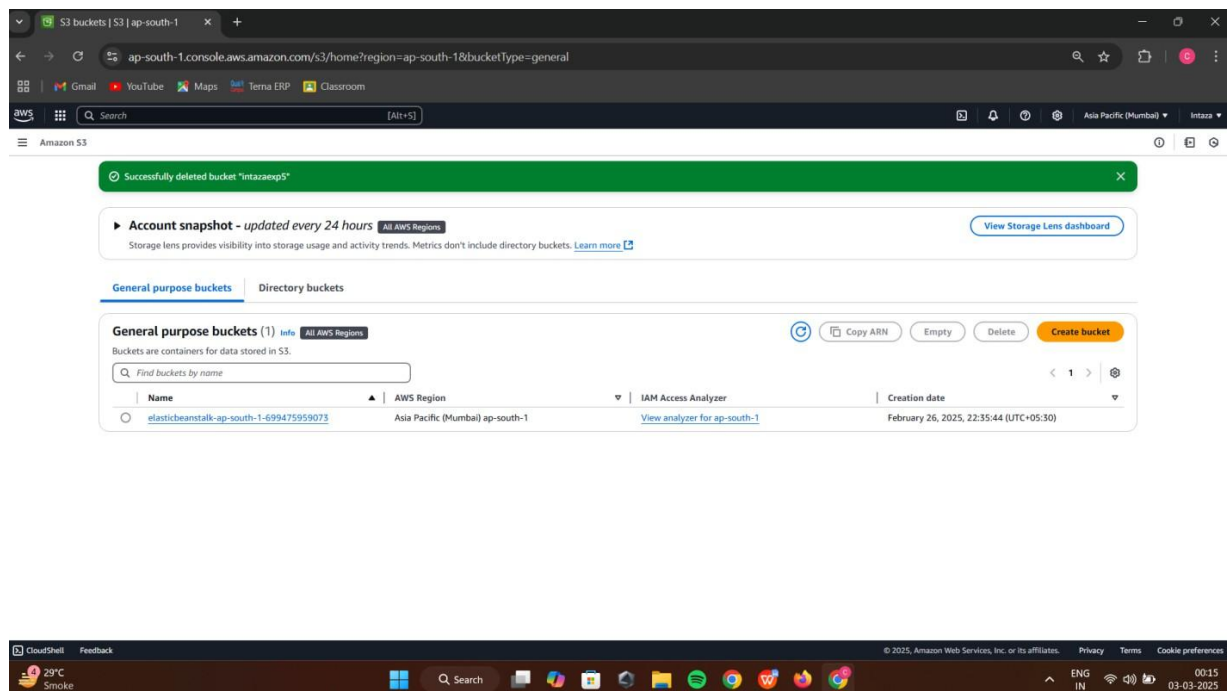 S3 buckets | S3 | ap-south-1
ap-south-1.console.aws.amazon.com/s3/home?region=ap-south-1&bucketType=general
C
Gmail YouTube Maps Terna ERP Classroom
aws Search [Alt+S] Asia Pacific (Mumbai) Intaza
Amazon S3
Successfully deleted bucket "intazaexp5"
Account snapshot - updated every 24 hours All AWS Regions View Storage Lens dashboard
Storage lens provides visibility into storage usage and activity trends. Metrics don't include directory buckets. Learn more
General purpose buckets Directory buckets
General purpose buckets (1) Info All AWS Regions Copy ARN Empty Delete Create bucket
Buckets are containers for data stored in S3.
Find buckets by name 1
Name AWS Region IAM Access Analyzer Creation date
elasticbeanstalk-ap-south-1-699475959073 Asia Pacific (Mumbai) ap-south-1 View analyzer for ap-south-1 February 26, 2025, 22:35:44 (UTC+05:30)
CloudShell Feedback © 2025, Amazon Web Services, Inc. or its affiliates. Privacy Terms Cookie preferences
4 29°C Search ENG 00:15
Smoke IN 03-03-2025